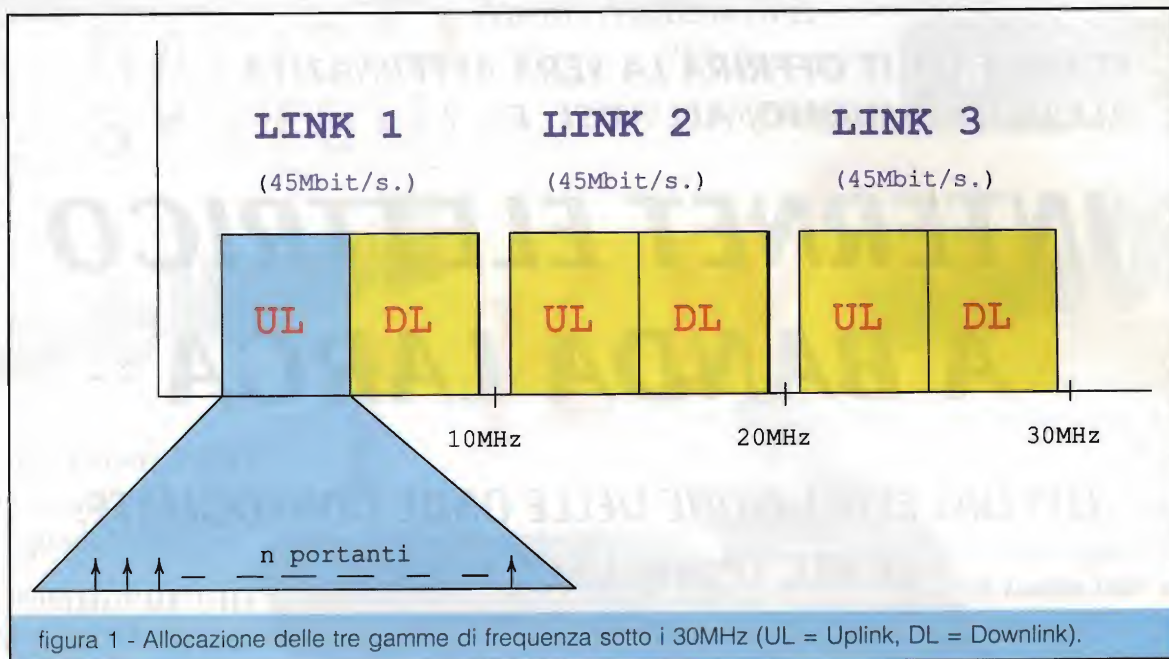 LINK 1 LINK 2 LINK 3
(45Mbit/s.) (45Mbit/s.) (45Mbit/s.)
UL DL UL DL UL DL
10MHz 20MHz 30MHz
n portanti
figura 1 - Allocazione delle tre gamme di frequenza sotto i 30MHz (UL = Uplink, DL = Downlink).